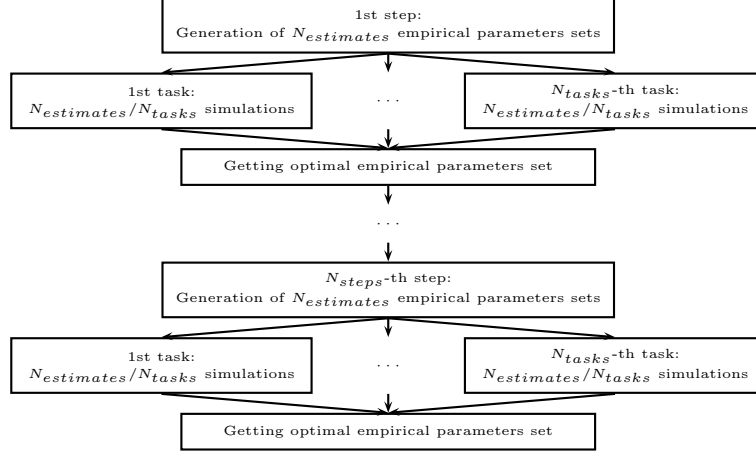 1st step:
Generation of N_estimates empirical parameters sets
1st task:
N_estimates/N_tasks simulations
. . .
N_tasks-th task:
N_estimates/N_tasks simulations
Getting optimal empirical parameters set
. . .
N_steps-th step:
Generation of N_estimates empirical parameters sets
1st task:
N_estimates/N_tasks simulations
. . .
N_tasks-th task:
N_estimates/N_tasks simulations
Getting optimal empirical parameters set